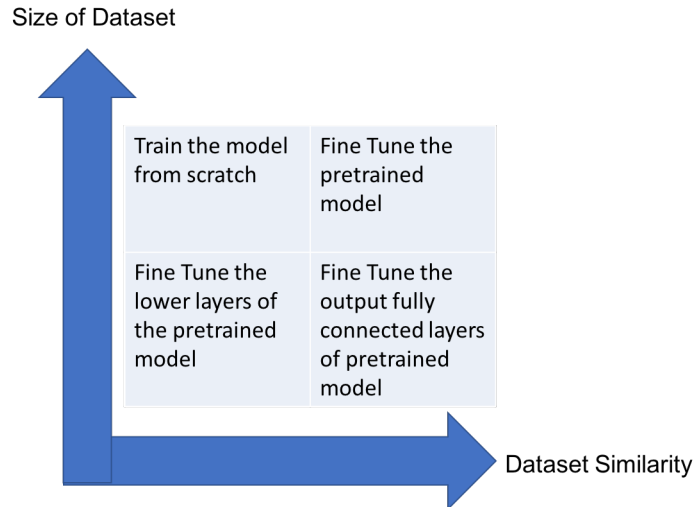 Size of Dataset
Train the model
from scratch
Fine Tune the
pretrained
model
Fine Tune the
lower layers of
the pretrained
model
Fine Tune the
output fully
connected layers
of pretrained
model
Dataset Similarity